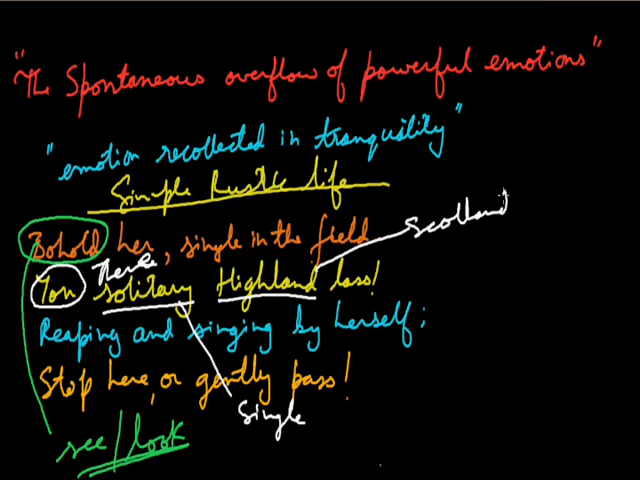 "The Spontaneous overflow of powerful emotions"
"emotion recollected in tranquility"
Simple Rustic life
Scotland
Behold her, single in the field
There
Yon solitary Highland lass!
Reaping and singing by herself;
Stop here, or gently pass!
Single
see/look